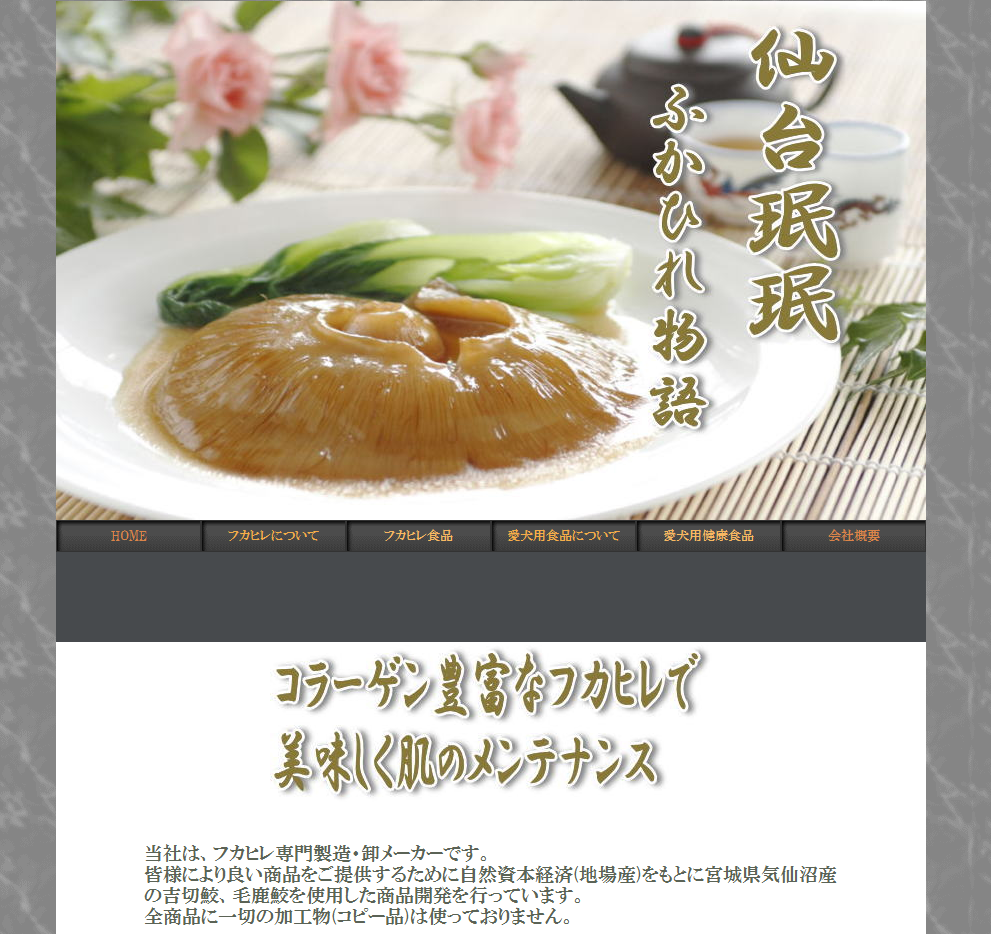 仙台珉珉
ふかひれ物語
HOME
フカヒレについて
フカヒレ食品
愛犬用食品について
愛犬用健康食品
会社概要
コラーゲン豊富なフカヒレで
美味しく肌のメンテナンス
当社は、フカヒレ専門製造・卸メーカーです。
皆様により良い商品をご提供するために自然資本経済(地場産)をもとに宮城県気仙沼産
の吉切鮫、毛鹿鮫を使用した商品開発を行っています。
全商品に一切の加工物(コピー品)は使っておりません。